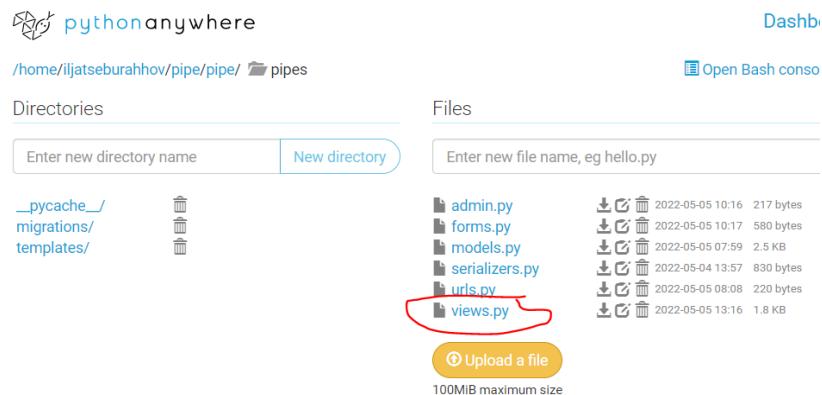 pythonanywhere
Dashbo
/home/iljatseburahhov/pipe/pipe/ pipes
Open Bash conso
Directories
Files
Enter new directory name
New directory
Enter new file name, eg hello.py
__pycache__/
migrations/
templates/
admin.py 2022-05-05 10:16 217 bytes
forms.py 2022-05-05 10:17 580 bytes
models.py 2022-05-05 07:59 2.5 KB
serializers.py 2022-05-04 13:57 830 bytes
urls.py 2022-05-05 08:08 220 bytes
views.py 2022-05-05 13:16 1.8 KB
Upload a file
100MiB maximum size